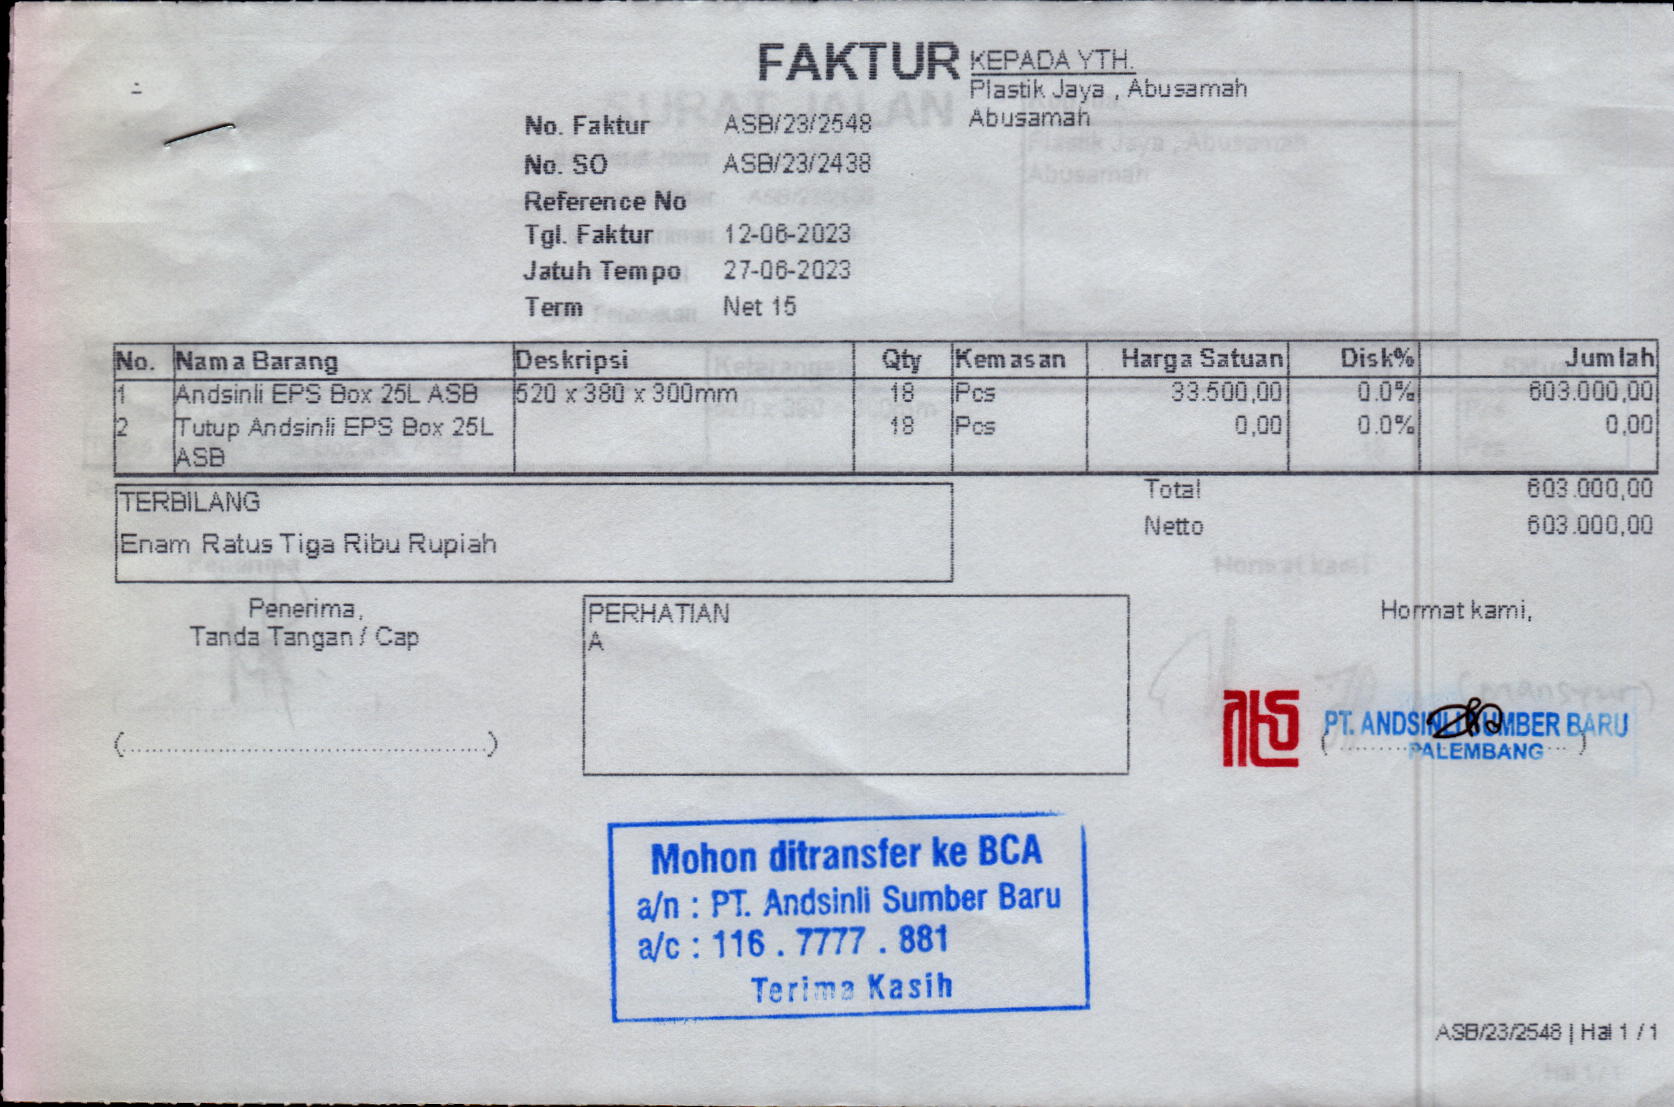 FAKTUR
KEPADA YTH.
Plastik Jaya , Abusamah
Abusamah
No. Faktur ASB/23/2548
No. SO ASB/23/2438
Reference No
Tgl. Faktur 12-06-2023
Jatuh Tempo 27-06-2023
Term Net 15
No. Nama Barang Deskripsi Qty Kemasan Harga Satuan Disk% Jumlah
1 Andsinli EPS Box 25L ASB 520 x 380 x 300mm 18 Pcs 33.500,00 0.0% 603.000,00
2 Tutup Andsinli EPS Box 25L 18 Pcs 0,00 0.0% 0,00
ASB
TERBILANG
Enam Ratus Tiga Ribu Rupiah
Total 603.000,00
Netto 603.000,00
Penerima,
Tanda Tangan / Cap
PERHATIAN
A
Hormat kami,
PT. ANDSINLI SUMBER BARU
PALEMBANG
Mohon ditransfer ke BCA
a/n : PT. Andsinli Sumber Baru
a/c : 116 . 7777 . 881
Terima Kasih
ASB/23/2548 | Hal 1 / 1